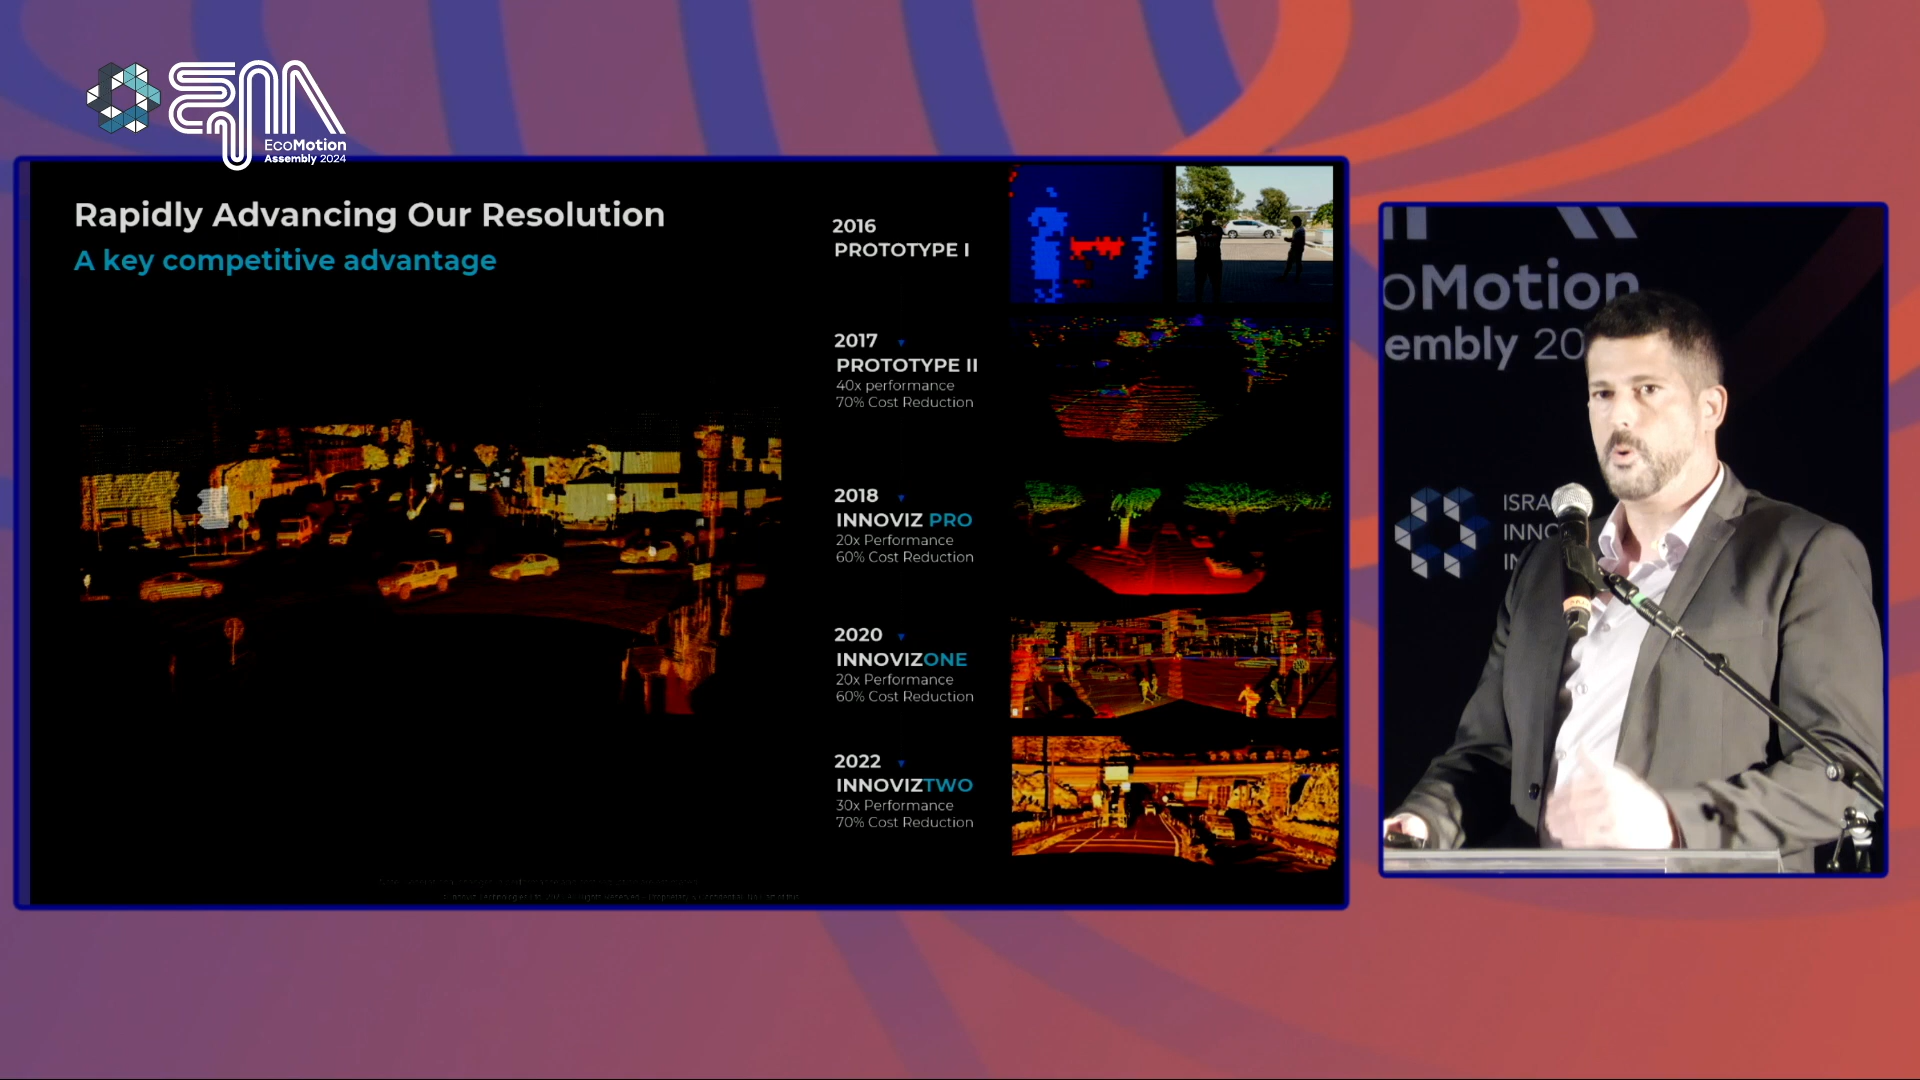 EcoMotion
Assembly 2024
Rapidly Advancing Our Resolution
A key competitive advantage
2016
PROTOTYPE I
2017
PROTOTYPE II
40x performance
70% Cost Reduction
2018
INNOVIZ PRO
20x Performance
60% Cost Reduction
2020
INNOVIZONE
20x Performance
60% Cost Reduction
2022
INNOVIZTWO
30x Performance
70% Cost Reduction
oMotion
embly 20
ISRA
INNO
IN